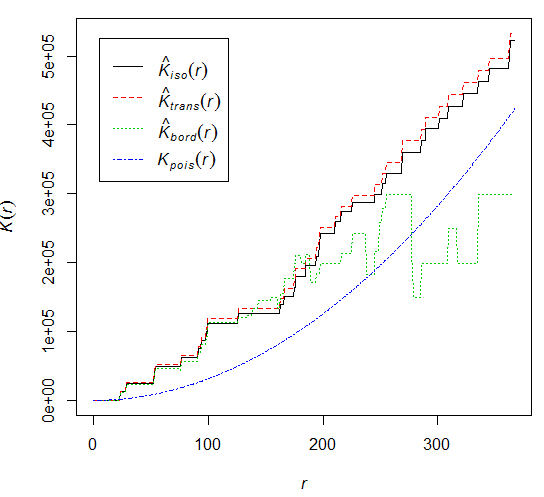 K̂iso(r)
K̂trans(r)
K̂bord(r)
Kpois(r)
K(r)
5e+05
4e+05
3e+05
2e+05
1e+05
0e+00
0 100 200 300
r